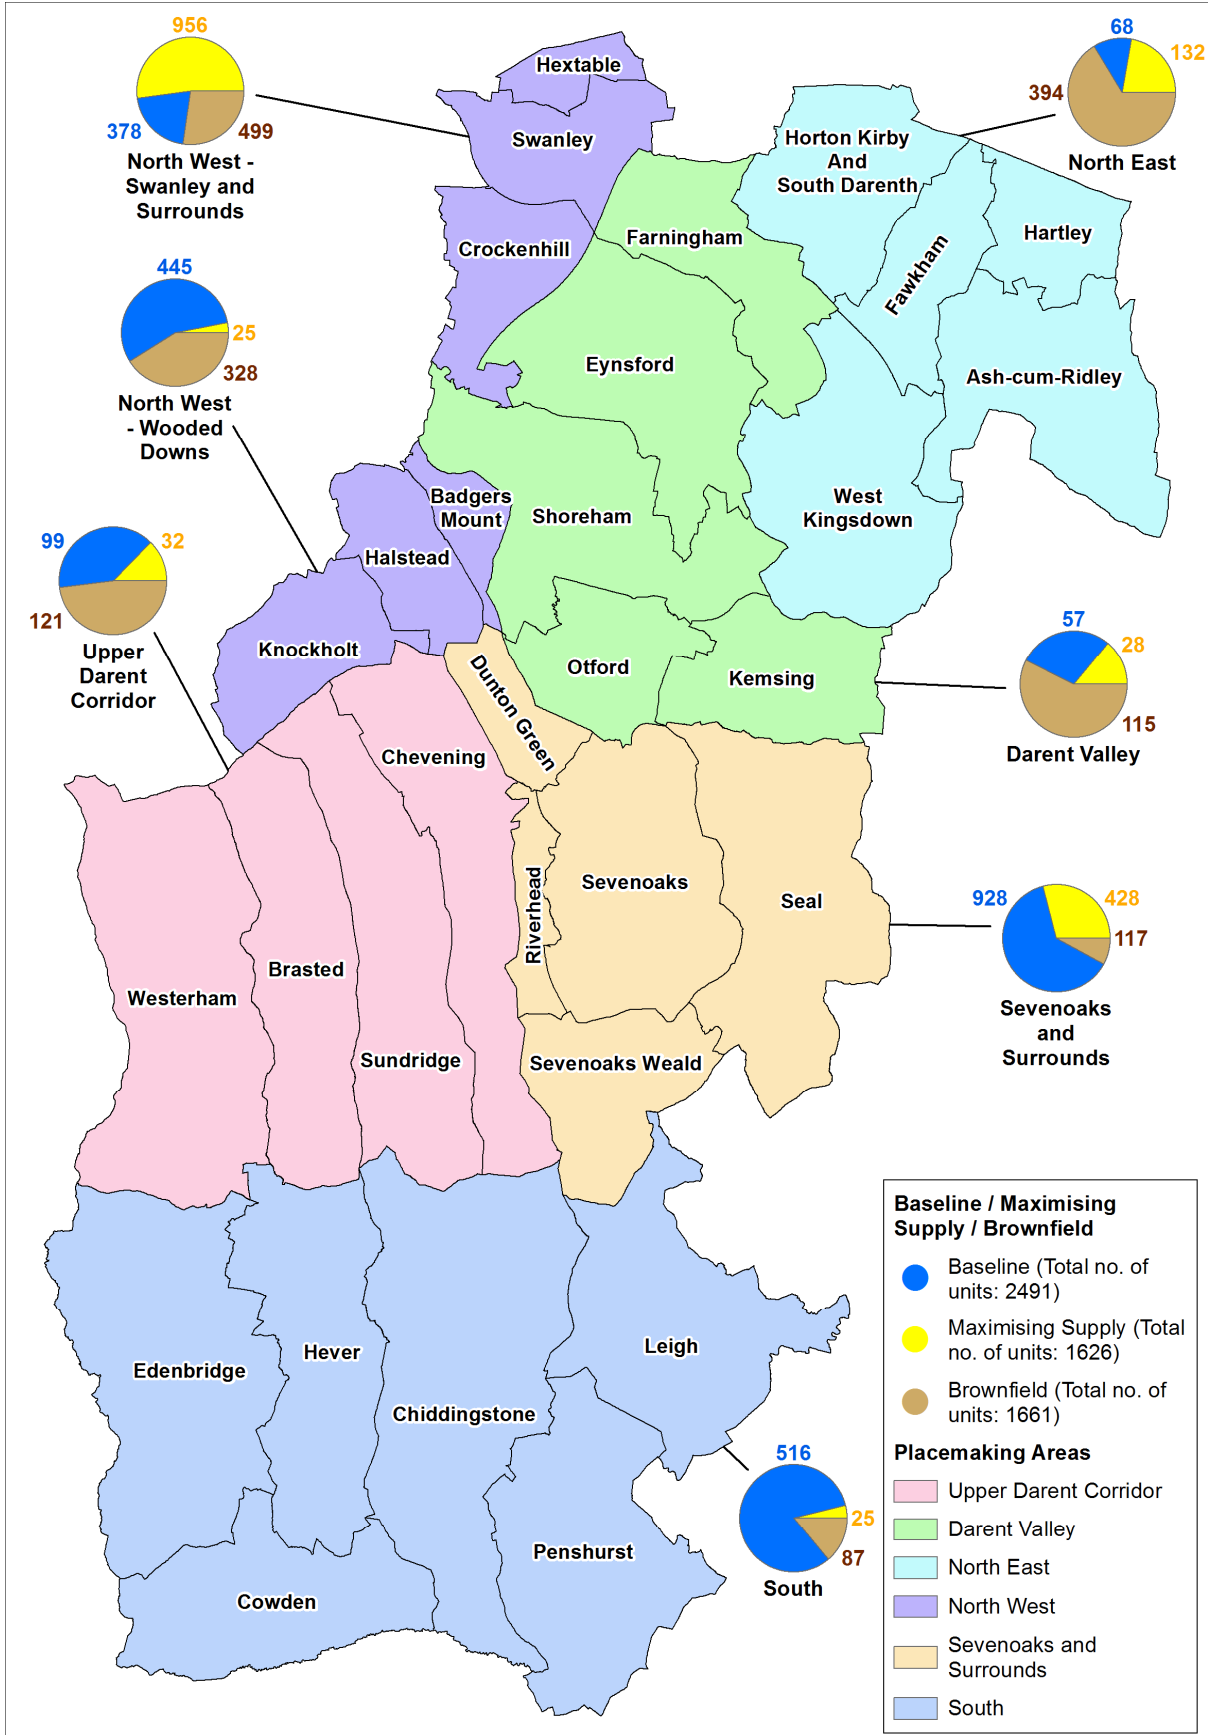 956
378
499
North West -
Swanley and
Surrounds
68
132
394
North East
445
25
328
North West
- Wooded
Downs
99
32
121
Upper
Darent
Corridor
57
28
115
Darent Valley
928
428
117
Sevenoaks
and
Surrounds
516
25
87
South
Hextable
Swanley
Crockenhill
Horton Kirby
And
South Darenth
Farningham
Fawkham
Hartley
Eynsford
Ash-cum-Ridley
Badgers
Mount
Shoreham
West
Kingsdown
Halstead
Knockholt
Otford
Kemsing
Dunton Green
Chevening
Riverhead
Sevenoaks
Seal
Brasted
Westerham
Sundridge
Sevenoaks Weald
Edenbridge
Hever
Leigh
Chiddingstone
Penshurst
Cowden
Baseline / Maximising
Supply / Brownfield
Baseline (Total no. of
units: 2491)
Maximising Supply (Total
no. of units: 1626)
Brownfield (Total no. of
units: 1661)
Placemaking Areas
Upper Darent Corridor
Darent Valley
North East
North West
Sevenoaks and
Surrounds
South